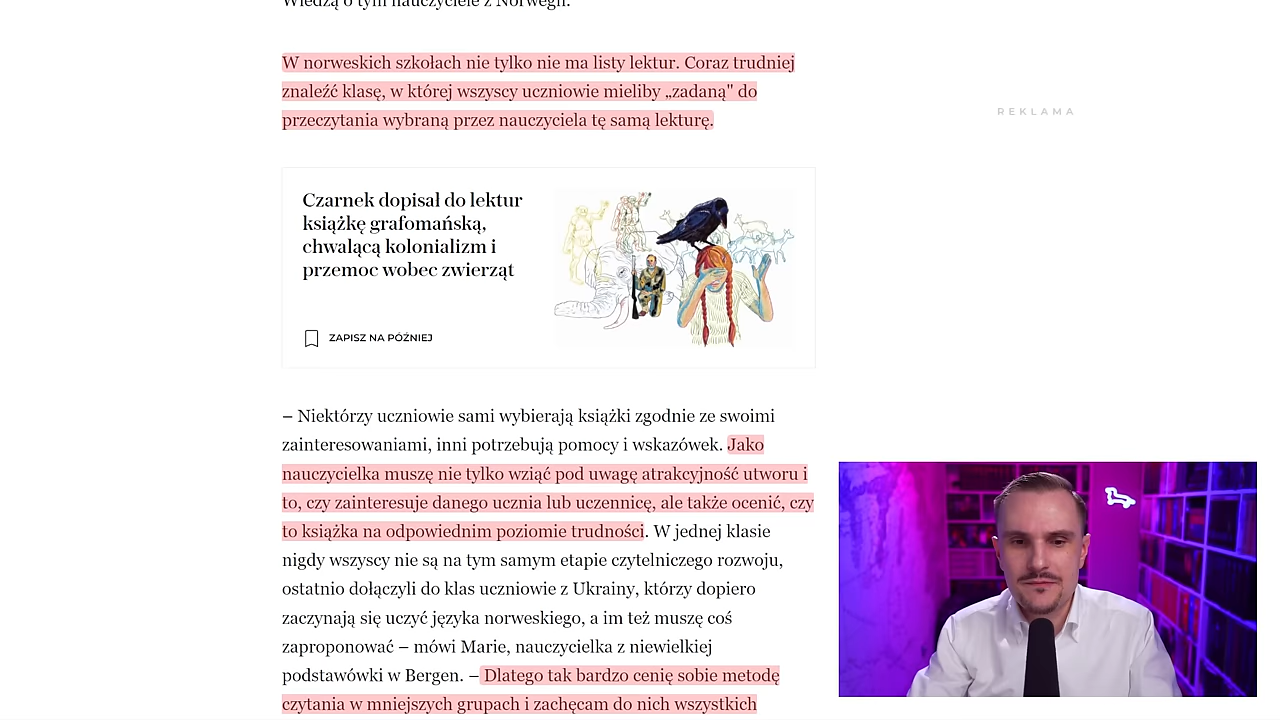 Wiedzą o tym nauczyciele z Norwegii.
W norweskich szkołach nie tylko nie ma listy lektur. Coraz trudniej
znaleźć klasę, w której wszyscy uczniowie mieliby „zadaną" do
przeczytania wybraną przez nauczyciela tę samą lekturę.
REKLAMA
Czarnek dopisał do lektur
książkę grafomańską,
chwalącą kolonializm i
przemoc wobec zwierząt
ZAPISZ NA PÓŹNIEJ
– Niektórzy uczniowie sami wybierają książki zgodnie ze swoimi
zainteresowaniami, inni potrzebują pomocy i wskazówek. Jako
nauczycielka muszę nie tylko wziąć pod uwagę atrakcyjność utworu i
to, czy zainteresuje danego ucznia lub uczennicę, ale także ocenić, czy
to książka na odpowiednim poziomie trudności. W jednej klasie
nigdy wszyscy nie są na tym samym etapie czytelniczego rozwoju,
ostatnio dołączyli do klas uczniowie z Ukrainy, którzy dopiero
zaczynają się uczyć języka norweskiego, a im też muszę coś
zaproponować – mówi Marie, nauczycielka z niewielkiej
podstawówki w Bergen. – Dlatego tak bardzo cenię sobie metodę
czytania w mniejszych grupach i zachęcam do nich wszystkich